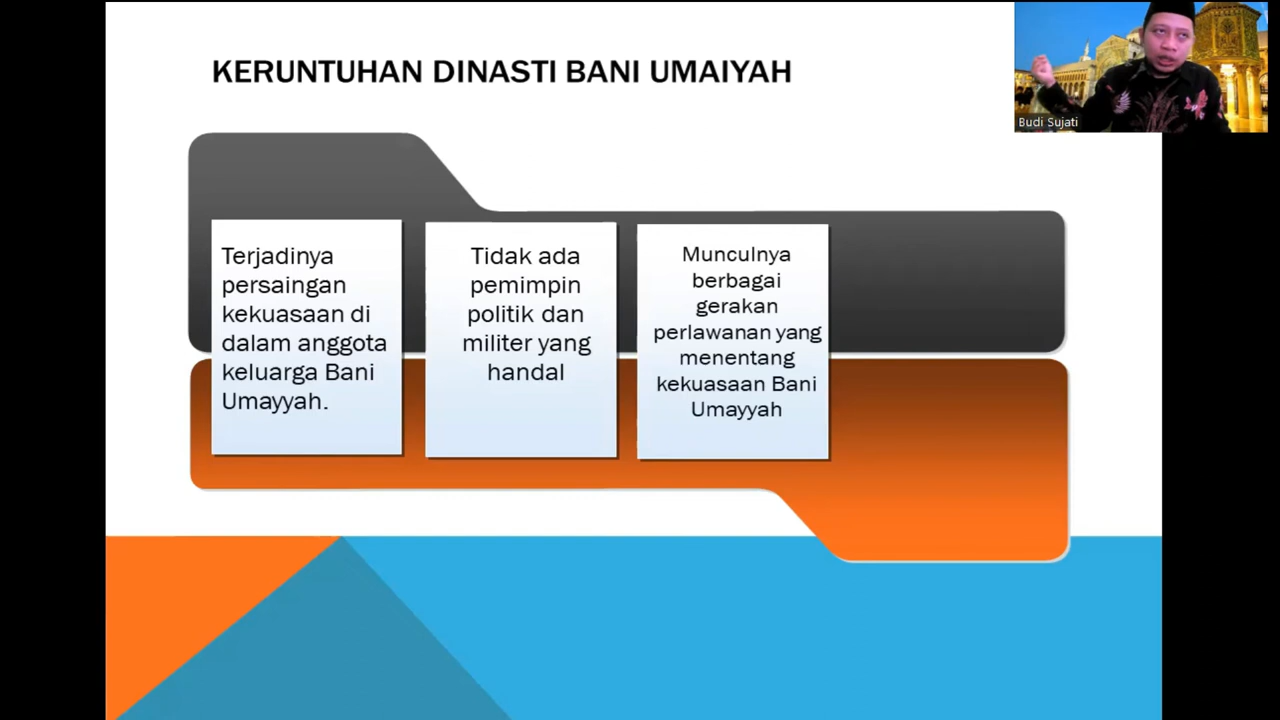 KERUNTUHAN DINASTI BANI UMAIYAH
Budi Sujati
Terjadinya
persaingan
kekuasaan di
dalam anggota
keluarga Bani
Umayyah.
Tidak ada
pemimpin
politik dan
militer yang
handal
Munculnya
berbagai
gerakan
perlawanan yang
menentang
kekuasaan Bani
Umayyah